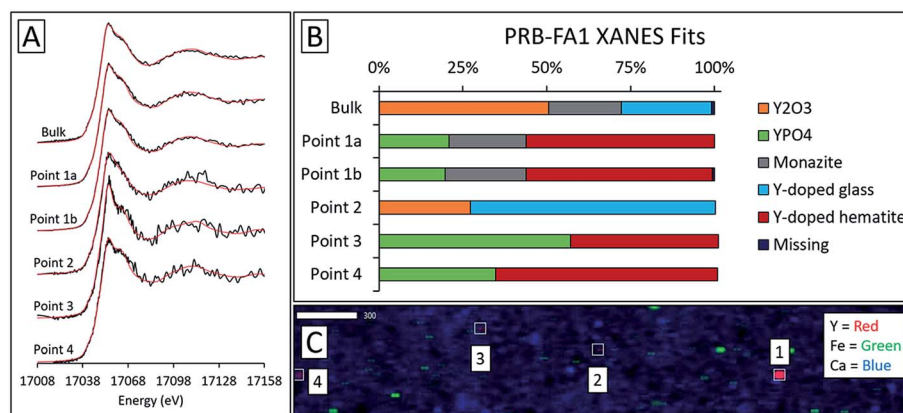 A
Bulk
Point 1a
Point 1b
Point 2
Point 3
Point 4
17008 17038 17068 17098 17128 17158
Energy (eV)
B
PRB-FA1 XANES Fits
0% 25% 50% 75% 100%
Bulk
Point 1a
Point 1b
Point 2
Point 3
Point 4
Y2O3
YPO4
Monazite
Y-doped glass
Y-doped hematite
Missing
C
300
4
3
2
1
Y = Red
Fe = Green
Ca = Blue